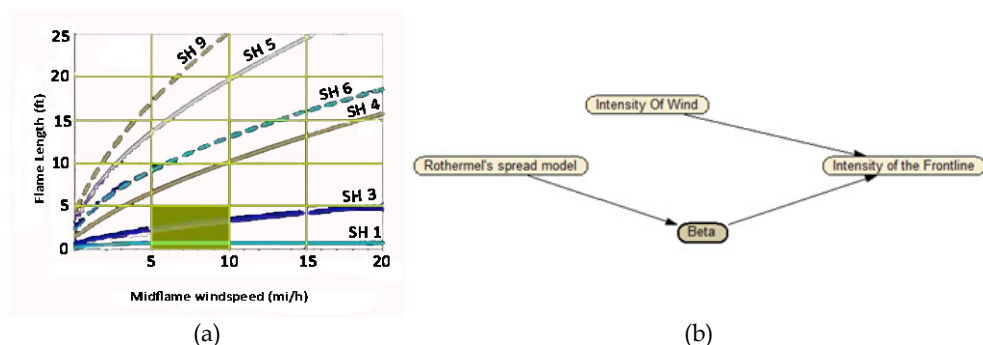 25
20
15
10
5
0
Flame Length (ft)
SH 9
SH 5
SH 6
SH 4
SH 3
SH 1
5
10
15
20
Midflame windspeed (mi/h)
(a)
Intensity Of Wind
Rothermel's spread model
Intensity of the Frontline
Beta
(b)